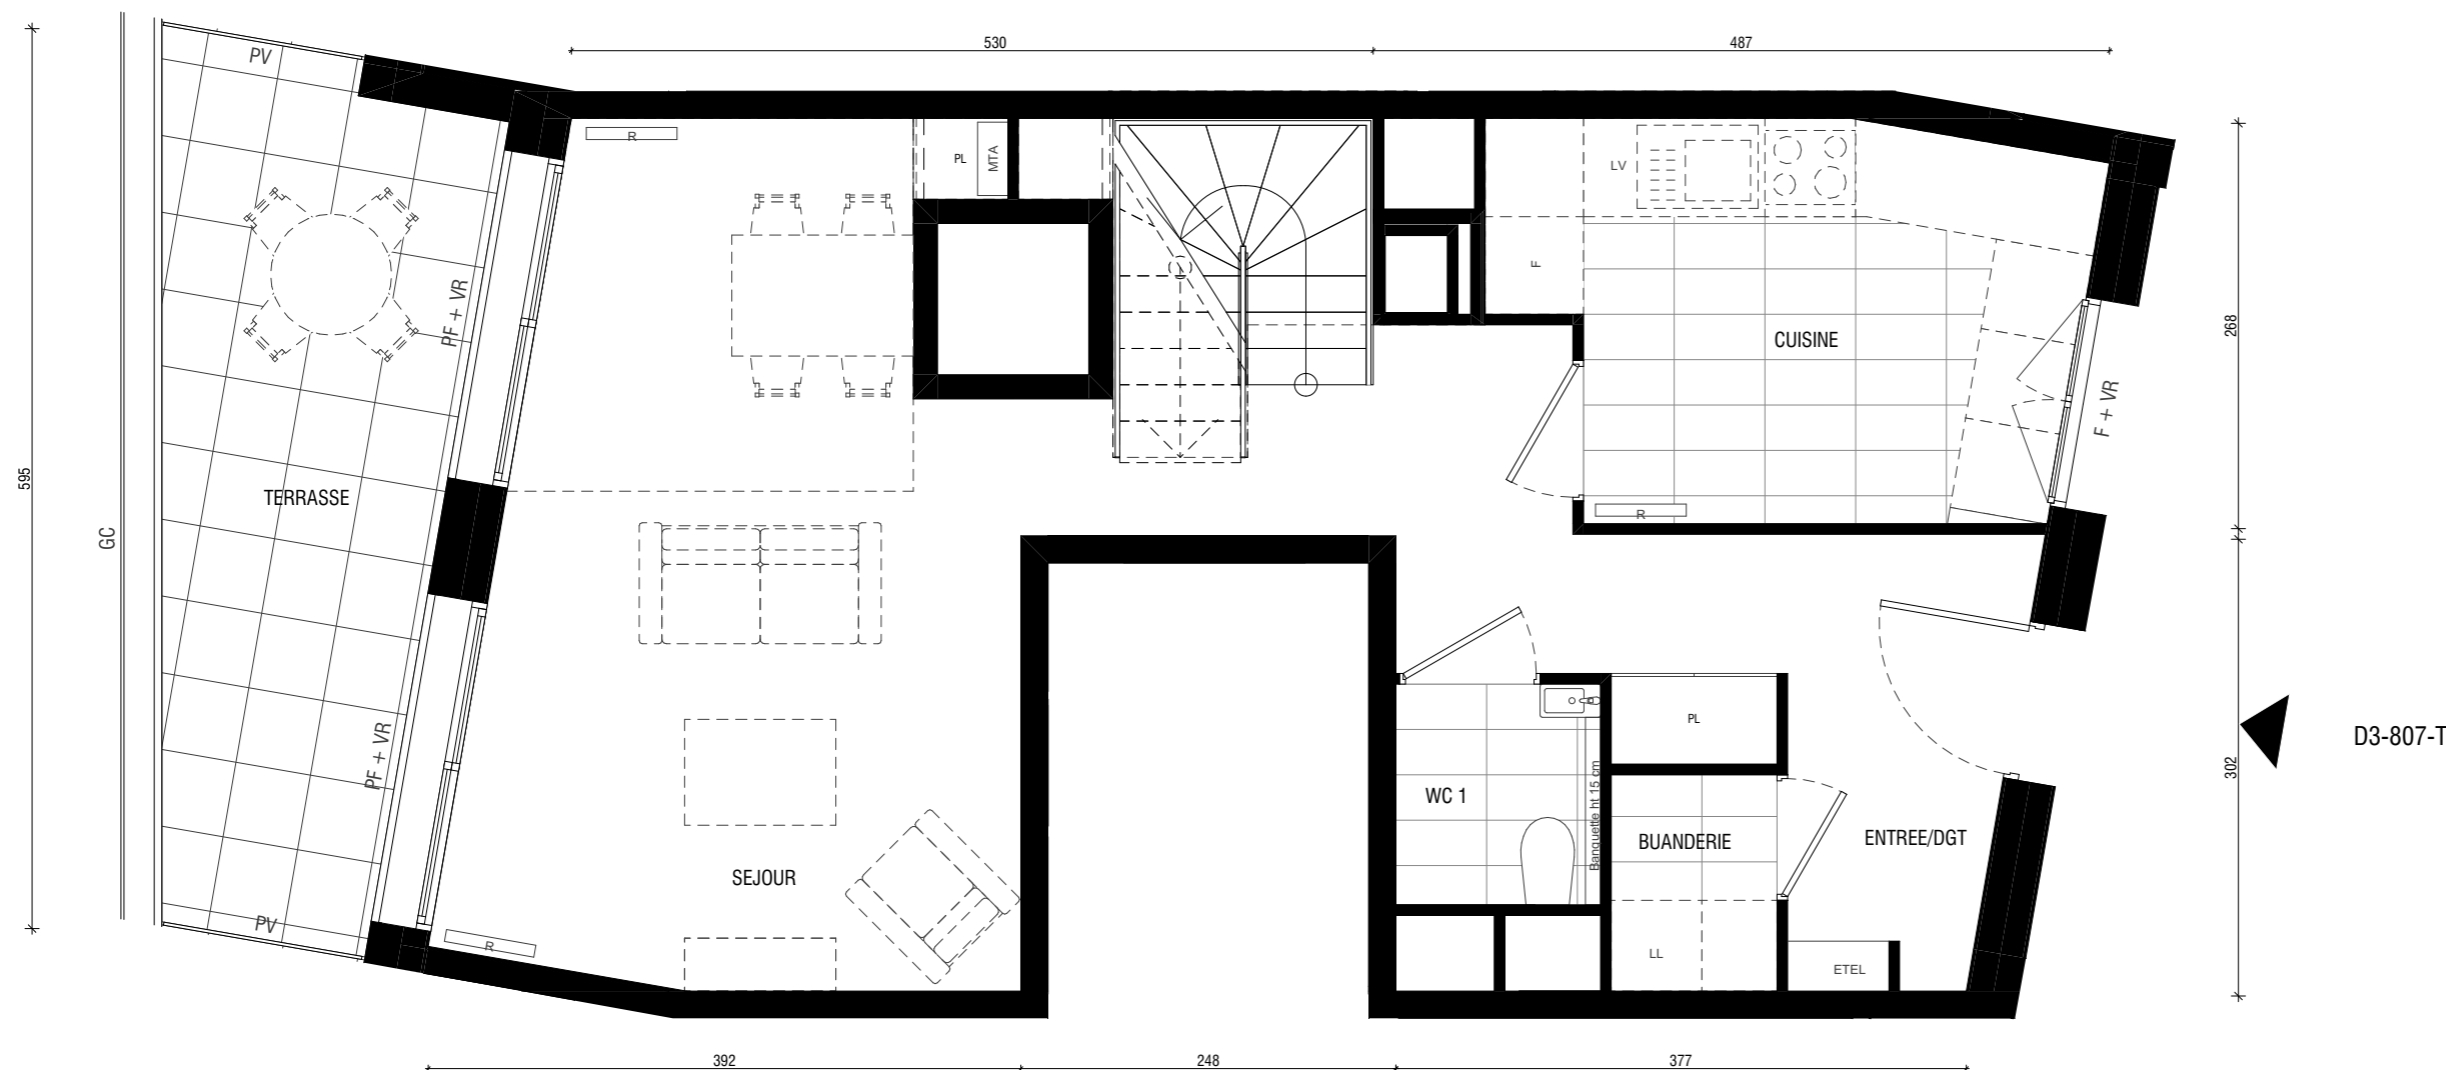 530
487
PV
R
PL
MTA
LV
F
CUISINE
268
F + VR
PF + VR
595
TERRASSE
GC
R
PL
D3-807-T
302
WC 1
Banquette ht 15 cm
BUANDERIE
ENTREE/DGT
PF + VR
SEJOUR
PV
R
LL
ETEL
392
248
377